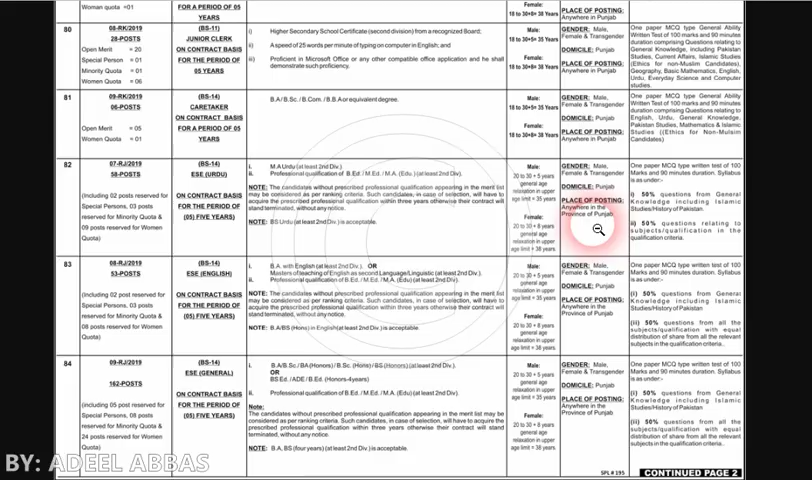 Woman quota =01
FOR A PERIOD OF 05
YEARS
Female:
18 to 30+8= 38 Years
PLACE OF POSTING:
Anywhere in Punjab
80
08-RK/2019
28-POSTS
Open Merit = 20
Special Person = 01
Minority Quota = 01
Women Quota = 06
(BS-11)
JUNIOR CLERK
ON CONTRACT BASIS
FOR THE PERIOD OF
05 YEARS
i) Higher Secondary School Certificate (second division) from a recognized Board;
ii) A speed of 25 words per minute of typing on computer in English; and
iii) Proficient in Microsoft Office or any other compatible office application and he shall
demonstrate such proficiency.
Male:
18 to 30+5= 35 Years
Female:
18 to 30+8= 38 Years
GENDER: Male,
Female & Transgender
DOMICILE: Punjab
PLACE OF POSTING:
Anywhere in Punjab
One paper MCQ type General Ability
Written Test of 100 marks and 90 minutes
duration comprising Questions relating to
General Knowledge, including Pakistan
Studies, Current Affairs, Islamic Studies
(Ethics for non-Muslim Candidates),
Geography, Basic Mathematics, English,
Urdu, Everyday Science and Computer
studies.
81
09-RK/2019
06-POSTS
Open Merit = 05
Women Quota = 01
(BS-14)
CARETAKER
ON CONTRACT BASIS
FOR A PERIOD OF 05
YEARS
B.A/B.Sc. /B.Com. /B.B.A or equivalent degree.
Male:
18 to 30+5= 35 Years
Female:
18 to 30+8= 38 Years
GENDER: Male,
Female & Transgender
DOMICILE: Punjab
PLACE OF POSTING:
Anywhere in Punjab
One paper MCQ type General Ability
Written Test of 100 marks and 90 minutes
duration comprising Questions relating to
English, Urdu, General Knowledge,
Pakistan Studies, Mathematics & Islamic
Studies ((Ethics for Non-Mulsim
Candidates)
82
07-RJ/2019
58-POSTS
(Including 02 posts reserved for
Special Persons, 03 posts
reserved for Minority Quota &
09 posts reserved for Women
Quota)
(BS-14)
ESE (URDU)
ON CONTRACT BASIS
FOR THE PERIOD OF
(05) FIVE YEARS)
i. M.A Urdu (at least 2nd Div.)
ii. Professional qualification of B.Ed / M.Ed. / M.A. (Edu) (at least 2nd Div).
NOTE: The candidates without prescribed professional qualification appearing in the merit list
may be considered as per ranking criteria. Such candidates, in case of selection, will have to
acquire the prescribed professional qualification within three years otherwise their contract will
stand terminated, without any notice.
NOTE: BS Urdu (at least 2nd Div.) is acceptable.
Male:
20 to 30 + 5 years
general age
relaxation in upper
age limit = 35 years
Female:
20 to 30 + 8 years
general age
relaxation in upper
age limit = 38 years.
GENDER: Male,
Female & Transgender
DOMICILE: Punjab
PLACE OF POSTING:
Anywhere in the
Province of Punjab
One paper MCQ type written test of 100
Marks and 90 minutes duration. Syllabus
is as under:-
i) 50% questions from General
Knowledge including Islamic
Studies/History of Pakistan.
ii) 50% questions relating to
subjects/qualification in the
qualification criteria.
83
08-RJ/2019
53-POSTS
(Including 02 post reserved for
Special Persons, 03 posts
reserved for Minority Quota &
08 posts reserved for Women
Quota)
(BS-14)
ESE (ENGLISH)
ON CONTRACT BASIS
FOR THE PERIOD OF
(05) FIVE YEARS)
i. B.A. with English (at least 2nd Div.) OR
Masters of teaching of English as second Language/Linguistic (at least 2nd Div.)
ii. Professional qualification of B.Ed / M.Ed. / M.A. (Edu) (at least 2nd Div).
NOTE: The candidates without prescribed professional qualification appearing in the merit list
may be considered as per ranking criteria. Such candidates, in case of selection, will have to
acquire the prescribed professional qualification within three years otherwise their contract will
stand terminated, without any notice.
NOTE: B.A/BS (Hons) in English (at least 2nd Div.) is acceptable.
Male:
20 to 30 + 5 years
general age
relaxation in upper
age limit = 35 years
Female:
20 to 30 + 8 years
general age
relaxation in upper
age limit = 38 years.
GENDER: Male,
Female & Transgender
DOMICILE: Punjab
PLACE OF POSTING:
Anywhere in the
Province of Punjab
One paper MCQ type written test of 100
Marks and 90 minutes duration. Syllabus
is as under:-
(i) 50% questions from General
Knowledge including Islamic
Studies/History of Pakistan
(ii) 50% questions from all the
subjects/qualification with equal
distribution of share from all the relevant
subjects in the qualification criteria..
84
09-RJ/2019
162-POSTS
(including 05 post reserved for
Special Persons, 08 posts
reserved for Minority Quota &
24 posts reserved for Women
Quota)
(BS-14)
ESE (GENERAL)
ON CONTRACT BASIS
FOR THE PERIOD OF
(05) FIVE YEARS)
i. B.A/B.Sc./BA (Honors) / B.Sc. (Hons) / BS (Honors) (at least 2nd Div.)
OR
BS Ed. /ADE / B.Ed. (Honors-4years)
ii. Professional qualification of B.Ed. / M.Ed. / M.A. (Edu) (at least 2nd Div.)
Note:
The candidates without prescribed professional qualification appearing in the merit list may be
considered as per ranking criteria. Such candidates, in case of selection, will have to acquire the
prescribed professional qualification within three years otherwise their contract will stand
terminated, without any notice.
NOTE: B.A, BS (four years) (at least 2nd Div.) is acceptable.
Male:
20 to 30 + 5 years
general age
relaxation in upper
age limit = 35 years
Female:
20 to 30 + 8 years
general age
relaxation in upper
age limit = 38 years.
GENDER: Male,
Female & Transgender
DOMICILE: Punjab
PLACE OF POSTING:
Anywhere in the
Province of Punjab
One paper MCQ type written test of 100
Marks and 90 minutes duration. Syllabus
is as under:-
(i) 50% questions from General
Knowledge including Islamic
Studies/History of Pakistan
(ii) 50% questions from all the
subjects/qualification with equal
distribution of share from all the relevant
subjects in the qualification criteria..
BY: ADEEL ABBAS
SPL # 195
CONTINUED PAGE 2